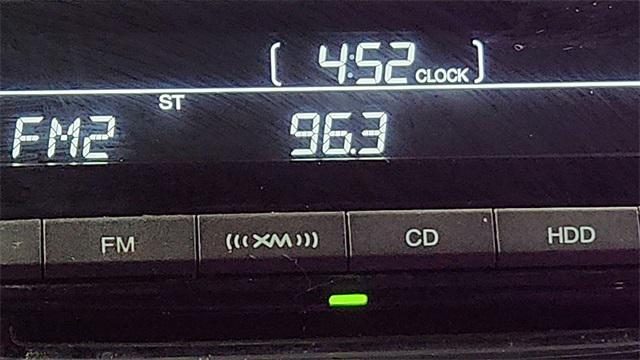 4:52 CLOCK
ST
FM2 96.3
FM XM CD HDD